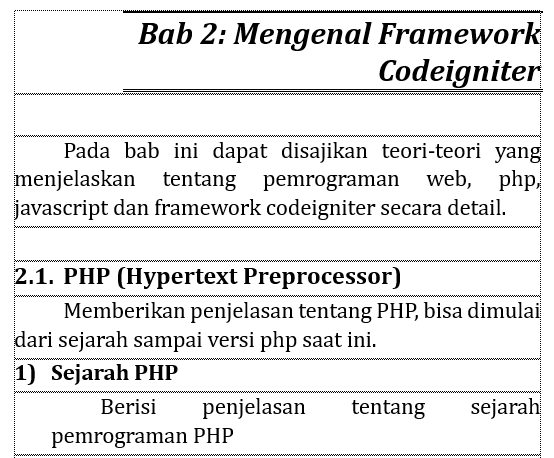 Bab 2: Mengenal Framework
Codeigniter
Pada bab ini dapat disajikan teori-teori yang
menjelaskan tentang pemrograman web, php,
javascript dan framework codeigniter secara detail.
2.1. PHP (Hypertext Preprocessor)
Memberikan penjelasan tentang PHP, bisa dimulai
dari sejarah sampai versi php saat ini.
1) Sejarah PHP
Berisi penjelasan tentang sejarah
pemrograman PHP